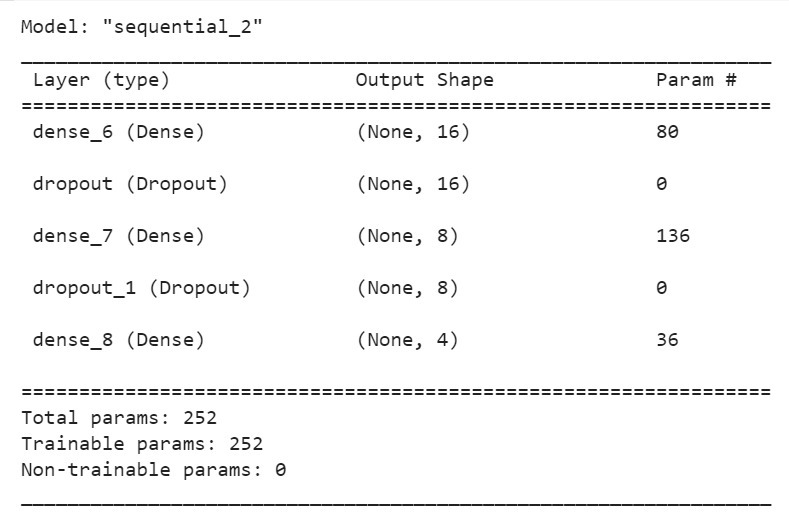 Model: "sequential_2"
_________________________________________________________________
Layer (type) Output Shape Param #
=================================================================
dense_6 (Dense) (None, 16) 80
dropout (Dropout) (None, 16) 0
dense_7 (Dense) (None, 8) 136
dropout_1 (Dropout) (None, 8) 0
dense_8 (Dense) (None, 4) 36
=================================================================
Total params: 252
Trainable params: 252
Non-trainable params: 0
_________________________________________________________________